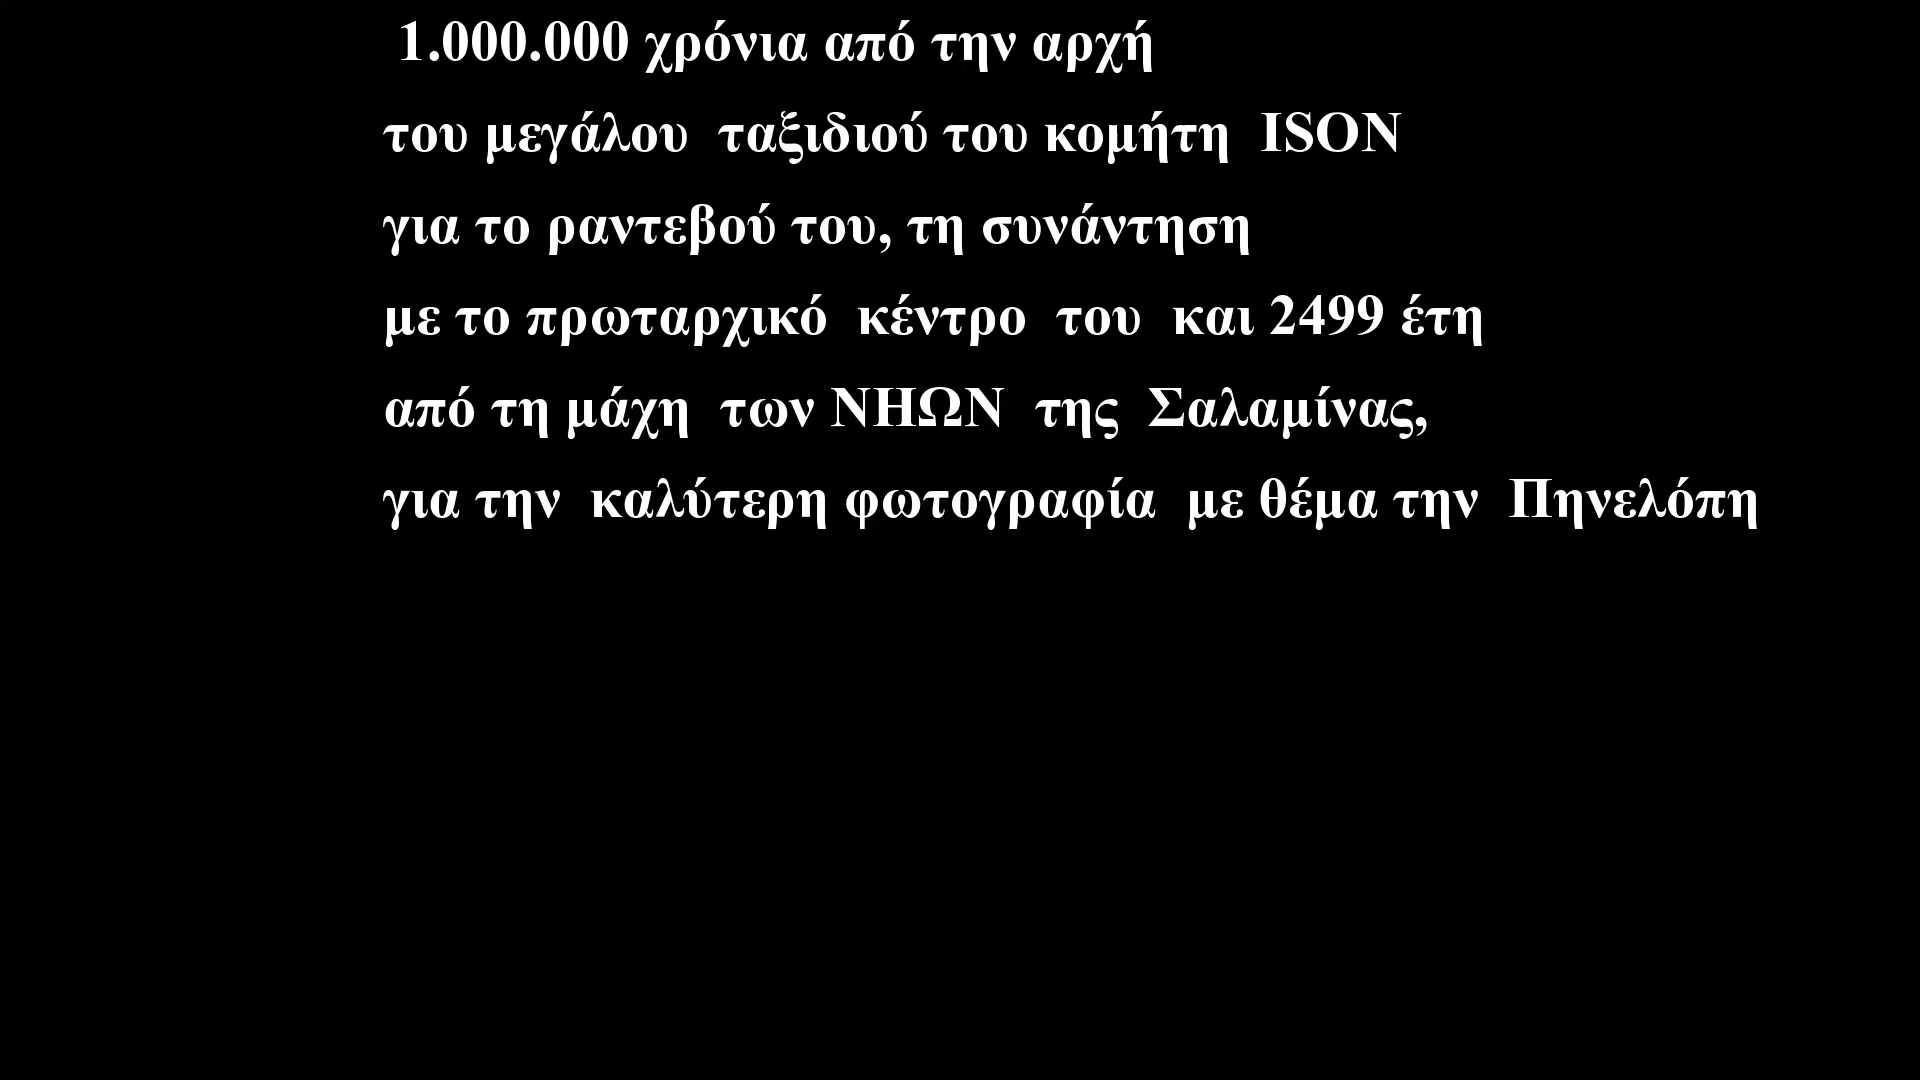 1.000.000 χρόνια από την αρχή
του μεγάλου ταξιδιού του κομήτη ISON
για το ραντεβού του, τη συνάντηση
με το πρωταρχικό κέντρο του και 2499 έτη
από τη μάχη των ΝΗΩΝ της Σαλαμίνας,
για την καλύτερη φωτογραφία με θέμα την Πηνελόπη